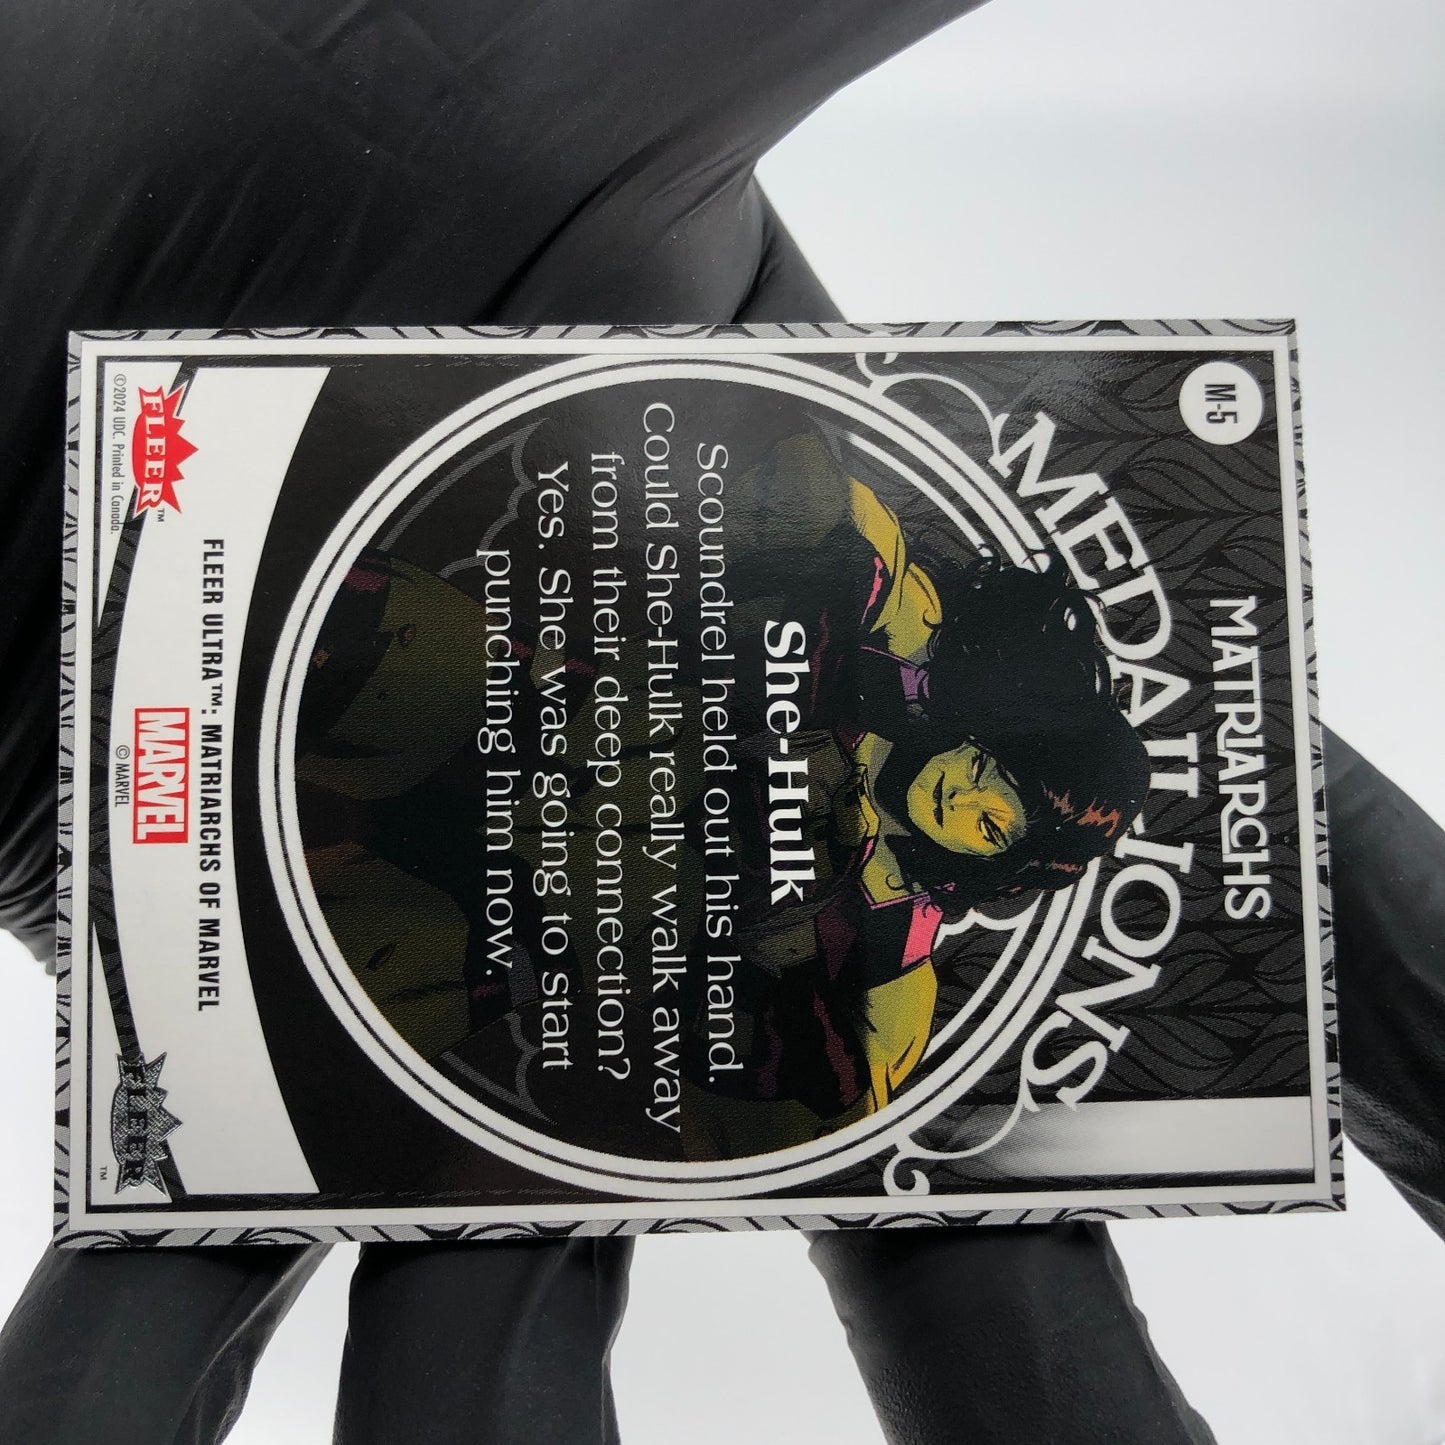 M-5
MATRIARCHS
MEDALLIONS
She-Hulk
Scoundrel held out his hand.
Could She-Hulk really walk away
from their deep connection?
Yes. She was going to start
punching him now.
FLEER ULTRA™: MATRIARCHS OF MARVEL
FLEER™
MARVEL
FLEER
TM
©2024 UDC. Printed in Canada.
© MARVEL